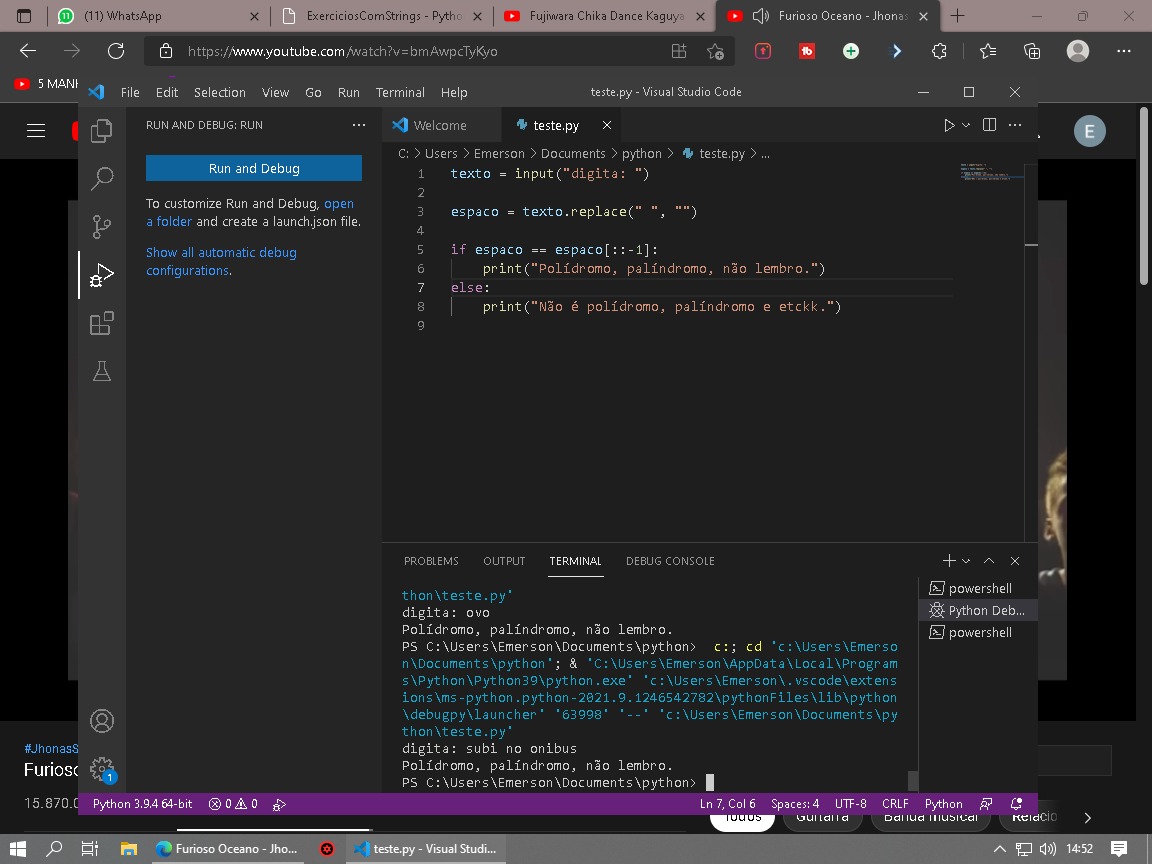 (11) WhatsApp
ExerciciosComStrings - Pytho
Fujiwara Chika Dance Kaguya
Furioso Oceano - Jhonas
https://www.youtube.com/watch?v=bmAwpcTyKyo
5 MANH
File Edit Selection View Go Run Terminal Help
teste.py - Visual Studio Code
RUN AND DEBUG: RUN
Welcome
teste.py
E
Run and Debug
C: > Users > Emerson > Documents > python > teste.py > ...
To customize Run and Debug, open
a folder and create a launch.json file.
Show all automatic debug
configurations.
1 texto = input("digita: ")
2
3 espaco = texto.replace(" ", "")
4
5 if espaco == espaco[::-1]:
6 print("Polídromo, palíndromo, não lembro.")
7 else:
8 print("Não é polídromo, palíndromo e etckk.")
9
PROBLEMS OUTPUT TERMINAL DEBUG CONSOLE
powershell
Python Deb...
powershell
thon\teste.py'
digita: ovo
Polídromo, palíndromo, não lembro.
PS C:\Users\Emerson\Documents\python>  c:; cd 'c:\Users\Emerso
n\Documents\python'; & 'C:\Users\Emerson\AppData\Local\Program
s\Python\Python39\python.exe' 'c:\Users\Emerson\.vscode\extens
ions\ms-python.python-2021.9.1246542782\pythonFiles\lib\python
\debugpy\launcher' '63998' '--' 'c:\Users\Emerson\Documents\py
thon\teste.py'
digita: subi no onibus
Polídromo, palíndromo, não lembro.
PS C:\Users\Emerson\Documents\python>
1
#JhonasS
Furioso
15.870.0
Python 3.9.4 64-bit 0 0
Ln 7, Col 6 Spaces: 4 UTF-8 CRLF Python
Todos Guitarra Banda musical Relacio
Furioso Oceano - Jho...
teste.py - Visual Studi...
14:52